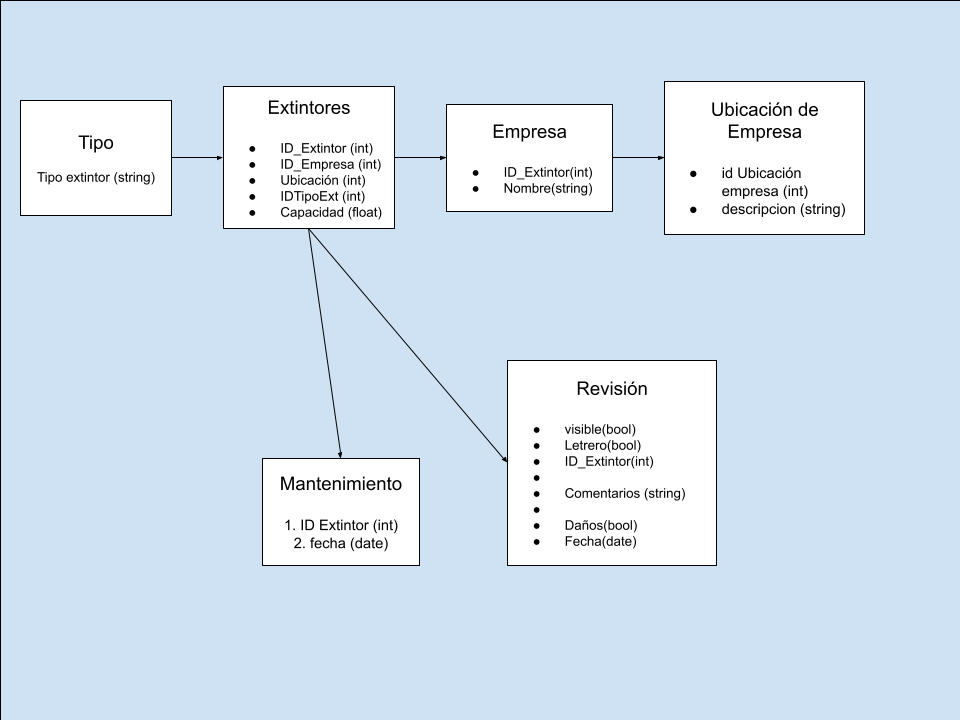 Tipo
Tipo extintor (string)
Extintores
● ID_Extintor (int)
● ID_Empresa (int)
● Ubicación (int)
● IDTipoExt (int)
● Capacidad (float)
Empresa
● ID_Extintor(int)
● Nombre(string)
Ubicación de
Empresa
● id Ubicación
empresa (int)
● descripcion (string)
Mantenimiento
1. ID Extintor (int)
2. fecha (date)
Revisión
● visible(bool)
● Letrero(bool)
● ID_Extintor(int)
●
● Comentarios (string)
●
● Daños(bool)
● Fecha(date)